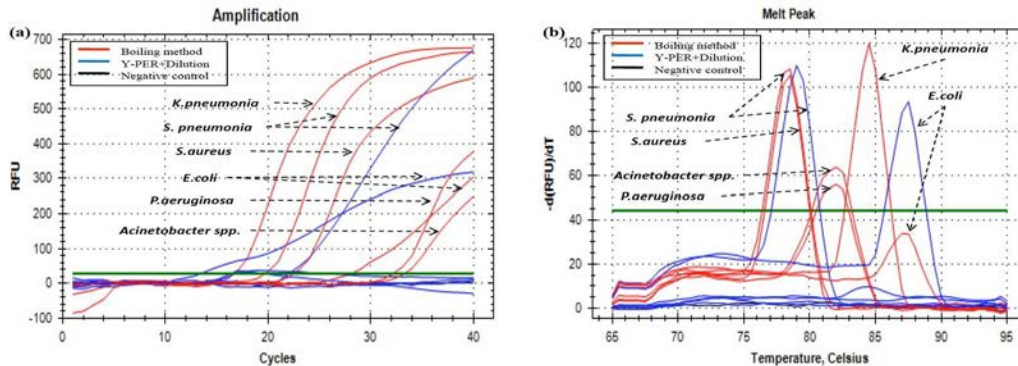 Amplification
(a)
Boiling method
Y-PER+Dilution
Negative control
K.pneumonia
S. pneumonia
S.aureus
E.coli
P.aeruginosa
Acinetobacter spp.
RFU
700
600
500
400
300
200
100
0
-100
0 10 20 30 40
Cycles
Melt Peak
(b)
Boiling method
Y-PER+Dilution
Negative control
K.pneumonia
E.coli
S. pneumonia
S.aureus
Acinetobacter spp.
P.aeruginosa
-d(RFU)/dT
120
100
80
60
40
20
0
65 70 75 80 85 90 95
Temperature, Celsius